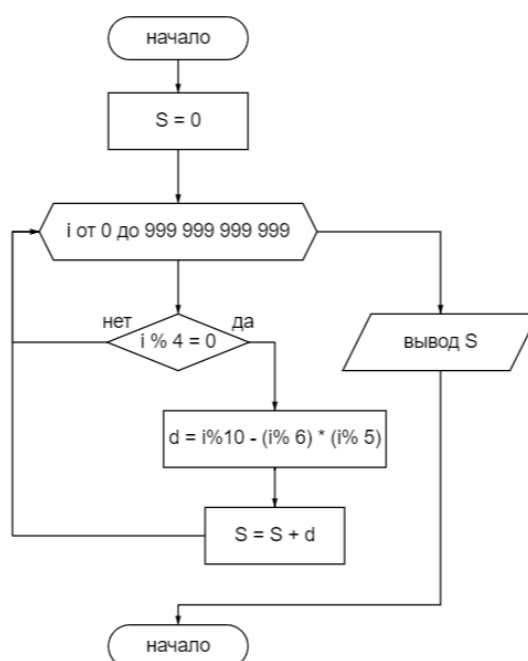 начало
S = 0
i от 0 до 999 999 999 999
нет
да
i % 4 = 0
вывод S
d = i%10 - (i% 6) * (i% 5)
S = S + d
начало